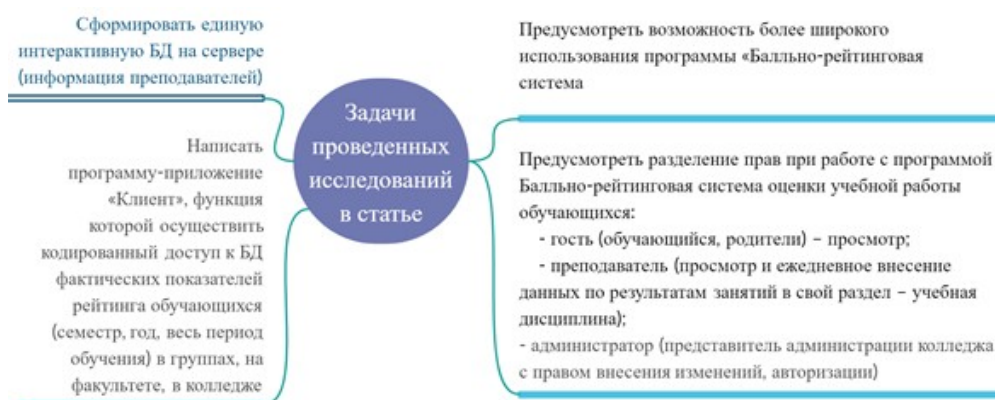 Сформировать единую
интерактивную БД на сервере
(информация преподавателей)
Написать
программу-приложение
«Клиент», функция
которой осуществить
кодированный доступ к БД
фактических показателей
рейтинга обучающихся
(семестр, год, весь период
обучения) в группах, на
факультете, в колледже
Задачи
проведенных
исследований
в статье
Предусмотреть возможность более широкого
использования программы «Балльно-рейтинговая
система
Предусмотреть разделение прав при работе с программой
Балльно-рейтинговая система оценки учебной работы
обучающихся:
- гость (обучающийся, родители) – просмотр;
- преподаватель (просмотр и ежедневное внесение
данных по результатам занятий в свой раздел – учебная
дисциплина);
- администратор (представитель администрации колледжа
с правом внесения изменений, авторизации)